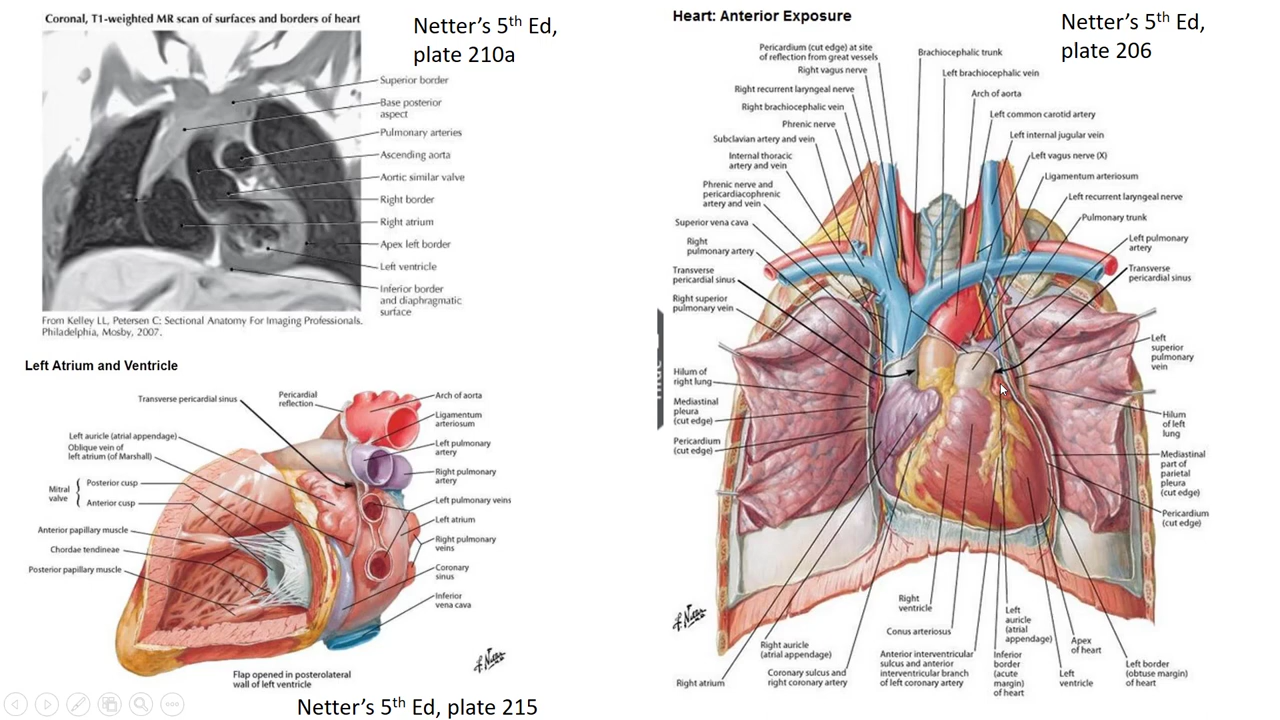 Coronal, T1-weighted MR scan of surfaces and borders of heart
Superior border
Base posterior
aspect
Pulmonary arteries
Ascending aorta
Aortic similar valve
Right border
Right atrium
Apex left border
Left ventricle
Inferior border
and diaphragmatic
surface
From Kelley LL, Petersen C: Sectional Anatomy For Imaging Professionals.
Philadelphia, Mosby, 2007.
Netter's 5th Ed,
plate 210a
Left Atrium and Ventricle
Transverse pericardial sinus
Pericardial
reflection
Left auricle (atrial appendage)
Oblique vein of
left atrium (of Marshall)
Mitral
valve
Posterior cusp
Anterior cusp
Anterior papillary muscle
Chordae tendineae
Posterior papillary muscle
Arch of aorta
Ligamentum
arteriosum
Left pulmonary
artery
Right pulmonary
artery
Left pulmonary veins
Left atrium
Right pulmonary
veins
Coronary
sinus
Inferior
vena cava
Flap opened in posterolateral
wall of left ventricle
F. Netter
Netter's 5th Ed, plate 215
Heart: Anterior Exposure
Netter's 5th Ed,
plate 206
Pericardium (cut edge) at site
of reflection from great vessels
Right vagus nerve
Right recurrent laryngeal nerve
Right brachiocephalic vein
Phrenic nerve
Subclavian artery and vein
Internal thoracic
artery and vein
Phrenic nerve and
pericardiacophrenic
artery and vein
Superior vena cava
Right
pulmonary artery
Transverse
pericardial sinus
Right superior
pulmonary vein
Hilum of
right lung
Mediastinal
pleura
(cut edge)
Pericardium
(cut edge)
Brachiocephalic trunk
Left brachiocephalic vein
Arch of aorta
Left common carotid artery
Left internal jugular vein
Left vagus nerve (X)
Ligamentum arteriosum
Left recurrent laryngeal nerve
Pulmonary trunk
Left pulmonary
artery
Transverse
pericardial sinus
Left
superior
pulmonary
vein
Hilum
of left
lung
Mediastinal
part of
parietal
pleura
(cut edge)
Pericardium
(cut edge)
F. Netter
Right atrium
Right auricle
(atrial appendage)
Coronary sulcus and
right coronary artery
Right
ventricle
Conus arteriosus
Anterior interventricular
sulcus and anterior
interventricular branch
of left coronary artery
Left
auricle
(atrial
appendage)
Inferior
border
(acute
margin)
of heart
Left
ventricle
Apex
of heart
Left border
(obtuse margin)
of heart